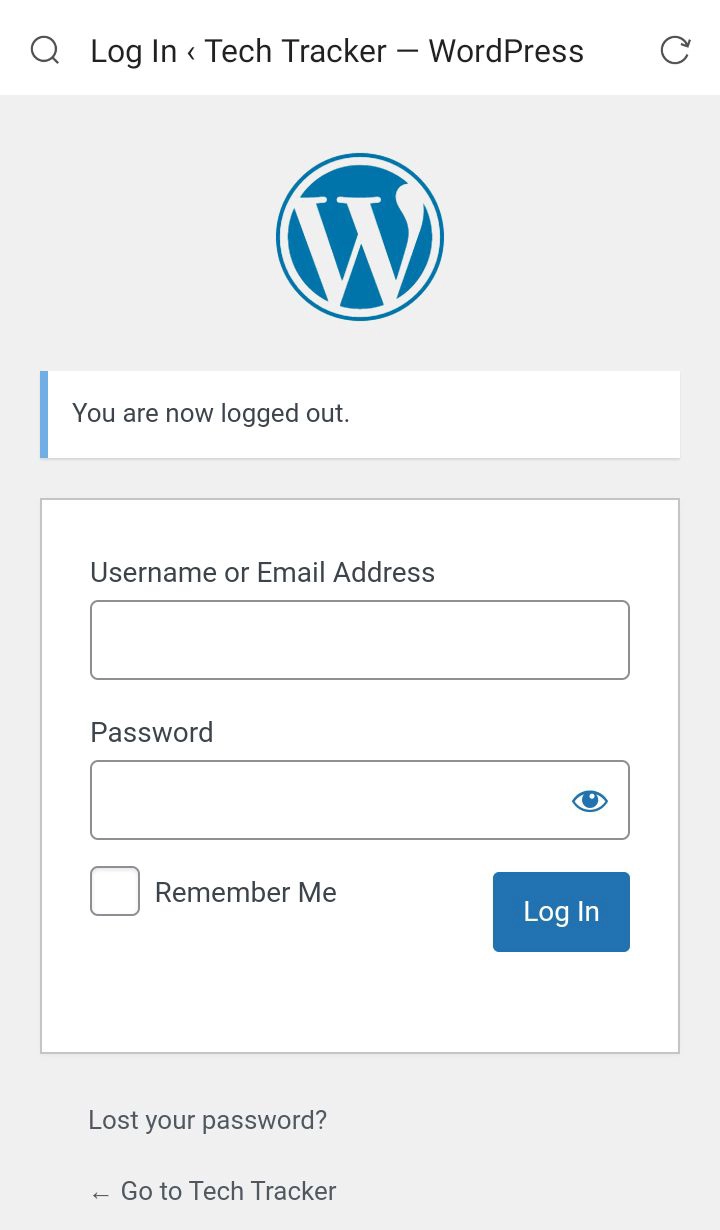 Log In ‹ Tech Tracker — WordPress
You are now logged out.
Username or Email Address
Password
Remember Me
Log In
Lost your password?
← Go to Tech Tracker